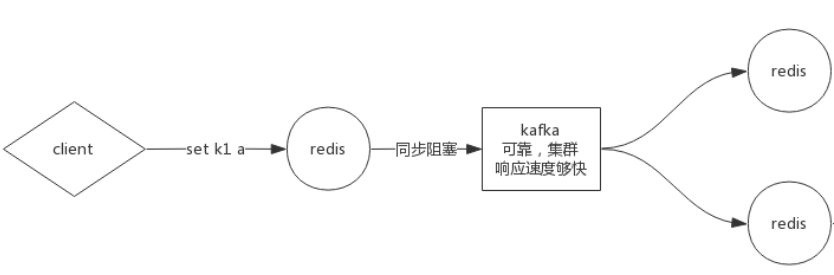 client
set k1 a
redis
同步阻塞
kafka
可靠，集群
响应速度够快
redis
redis